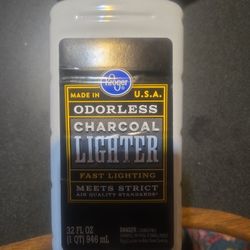 Kroger
MADE IN U.S.A.
ODORLESS
CHARCOAL
LIGHTER
FAST LIGHTING
MEETS STRICT
AIR QUALITY STANDARDS*
32 FL OZ
(1 QT) 946 mL
DANGER: